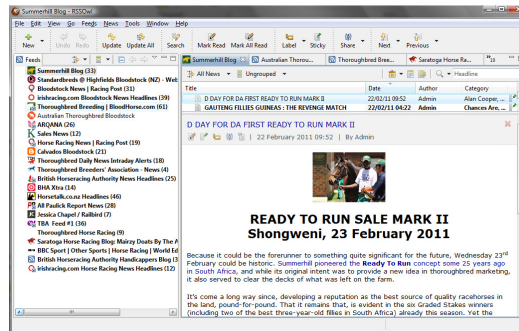 Summerhill Blog - RSSOwl
File Edit View Go Feeds News Tools Window Help
New Undo Redo Update Update All Search Mark Read Mark All Read Label Sticky Share Next Previous
Feeds
Summerhill Blog Australian Thorou... Thoroughbred Bree... Saratoga Horse Ra...
All News Ungrouped Headline
Title Date Author Category
D DAY FOR DA FIRST READY TO RUN MARK II 22/02/11 09:52 Admin Alan Cooper, ...
GAUTENG FILLIES GUINEAS : THE REVENGE MATCH 22/02/11 04:22 Admin Chances Are, ...
Summerhill Blog (33)
Standardbreds @ Highfields Bloodstock (NZ) - Web
Bloodstock News | Racing Post (31)
irishracing.com Bloodstock News Headlines (39)
Thoroughbred Breeding | BloodHorse.com (61)
Australian Thoroughbred Bloodstock
ARQANA (26)
Sales News (12)
Horse Racing News | Racing Post (19)
Calvados Bloodstock (21)
Thoroughbred Daily News Intraday Alerts (18)
Thoroughbred Breeders' Association - News (4)
British Horseracing Authority News Headlines (25)
BHA Xtra (14)
Horsetalk.co.nz Headlines (46)
All Paulick Report News (28)
Jessica Chapel / Railbird (7)
TBA Feed #1 (36)
Thoroughbred Horse Racing (9)
Saratoga Horse Racing Blog: Mairzy Doats By The A
BBC Sport | Other Sports | Horse Racing | World Ed
British Horseracing Authority Handicappers Blog (3
irishracing.com Horse Racing News Headlines (12)
D DAY FOR DA FIRST READY TO RUN MARK II
22 February 2011 09:52 | By Admin
READY TO RUN SALE MARK II
Shongweni, 23 February 2011
Because it could be the forerunner to something quite significant for the future, Wednesday 23rd
February could be historic. Summerhill pioneered the Ready To Run concept some 25 years ago
in South Africa, and while its original intent was to provide a new idea in thoroughbred marketing,
it also served to clear the decks of what was left on the farm.
It's come a long way since, developing a reputation as the best source of quality racehorses in
the land, pound-for-pound. That it remains that, is evident in the six Graded Stakes winners
(including two of the best three-year-old fillies in South Africa) already this season. Yet the